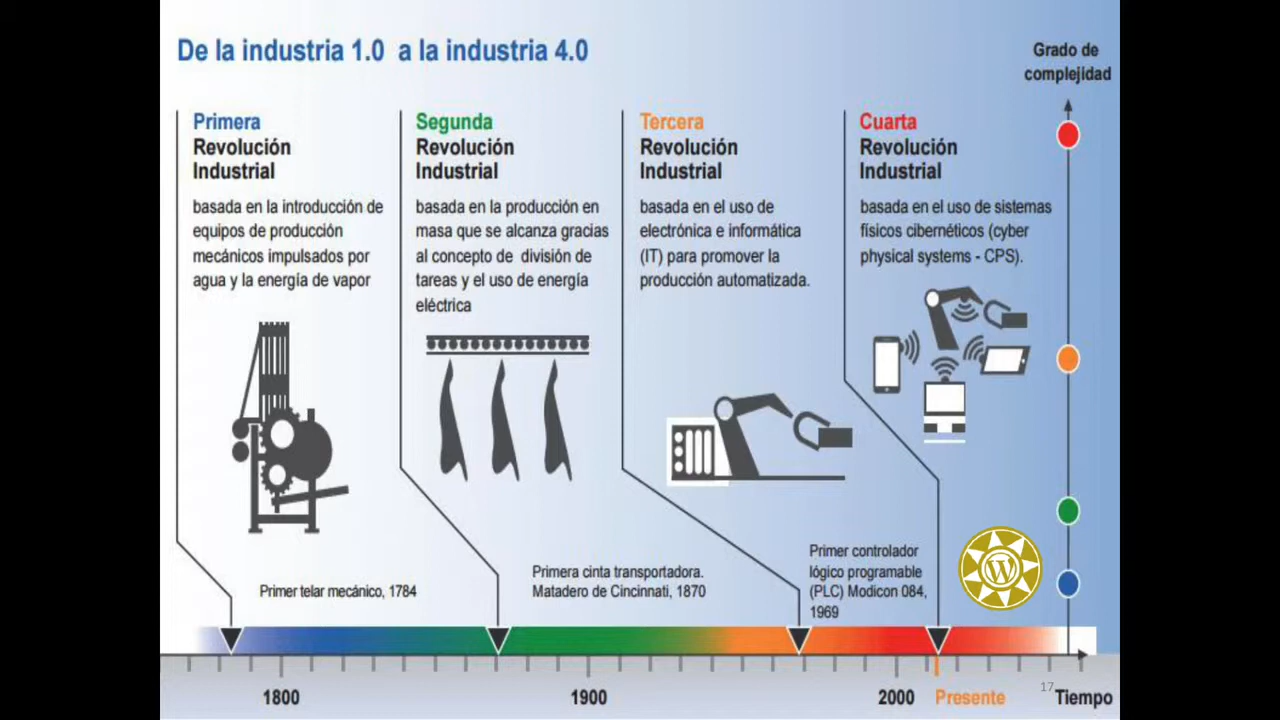 De la industria 1.0 a la industria 4.0
Grado de
complejidad
Primera
Revolución
Industrial
basada en la introducción de
equipos de producción
mecánicos impulsados por
agua y la energía de vapor
Segunda
Revolución
Industrial
basada en la producción en
masa que se alcanza gracias
al concepto de división de
tareas y el uso de energía
eléctrica
Tercera
Revolución
Industrial
basada en el uso de
electrónica e informática
(IT) para promover la
producción automatizada.
Cuarta
Revolución
Industrial
basada en el uso de sistemas
físicos cibernéticos (cyber
physical systems - CPS).
Primer telar mecánico, 1784
Primera cinta transportadora.
Matadero de Cincinnati, 1870
Primer controlador
lógico programable
(PLC) Modicon 084,
1969
W
1800
1900
2000
Presente
17
Tiempo